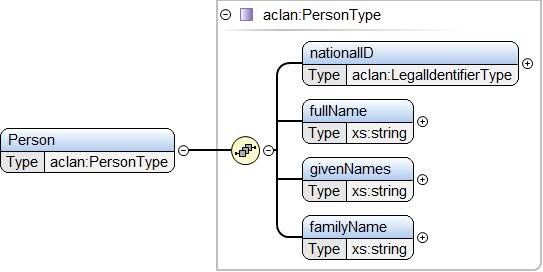 aclan:PersonType
nationalID
Type aclan:LegalIdentifierType
fullName
Type xs:string
Person
Type aclan:PersonType
givenNames
Type xs:string
familyName
Type xs:string